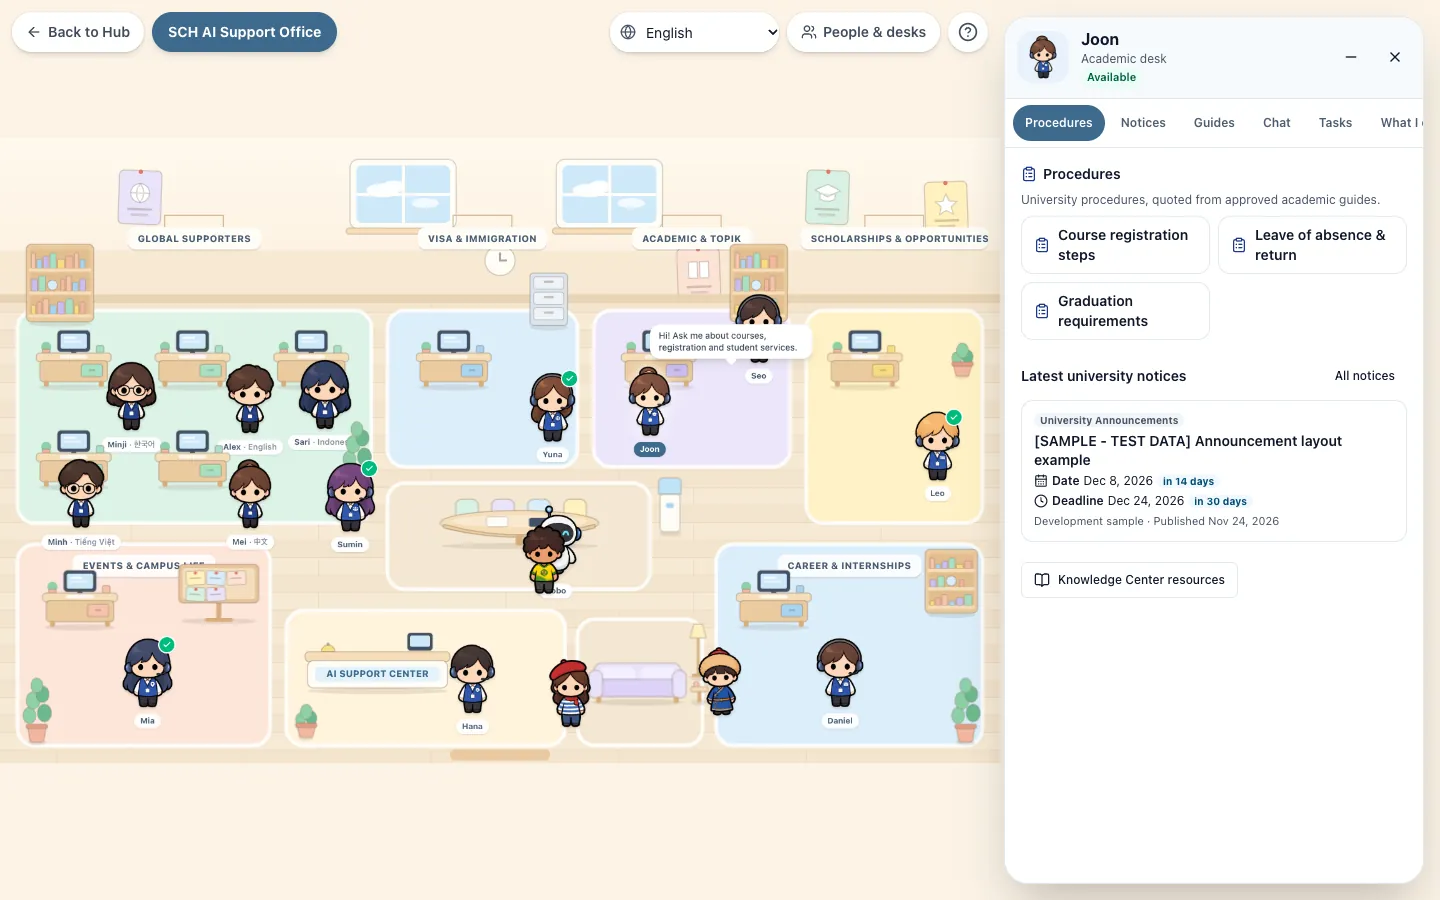 Back to Hub
SCH AI Support Office
English
People & desks
GLOBAL SUPPORTERS
VISA & IMMIGRATION
ACADEMIC & TOPIK
SCHOLARSHIPS & OPPORTUNITIES
Hi! Ask me about courses,
registration and student services.
Seo
Minji · 한국어
Alex · English
Sari · Indone
Yuna
Joon
Leo
Minh · Tiếng Việt
Mei · 中文
Sumin
EVENTS & CAMPUS LIFE
CAREER & INTERNSHIPS
AI SUPPORT CENTER
Mia
Hana
Daniel
Joon
Academic desk
Available
Procedures
Notices
Guides
Chat
Tasks
What I
Procedures
University procedures, quoted from approved academic guides.
Course registration
steps
Leave of absence &
return
Graduation
requirements
Latest university notices
All notices
University Announcements
[SAMPLE - TEST DATA] Announcement layout
example
Date Dec 8, 2026 in 14 days
Deadline Dec 24, 2026 in 30 days
Development sample · Published Nov 24, 2026
Knowledge Center resources